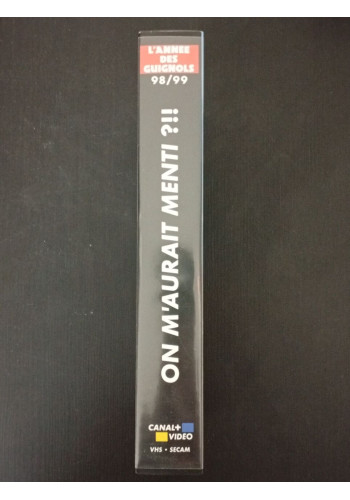 L'ANNEE
DES
GUIGNOLS
98/99
ON M'AURAIT MENTI ?!!
CANAL+
VIDEO
VHS • SECAM